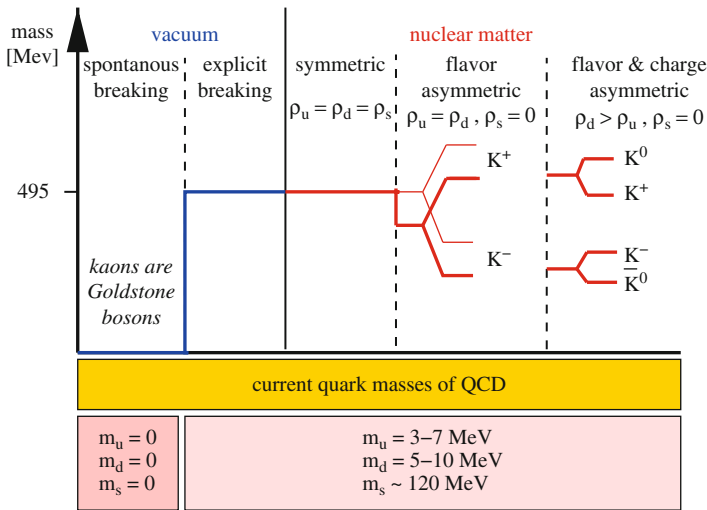 mass
[Mev]
vacuum
nuclear matter
spontanous
breaking
explicit
breaking
symmetric
ρu = ρd = ρs
flavor
asymmetric
ρu = ρd , ρs = 0
flavor & charge
asymmetric
ρd > ρu , ρs = 0
495
K⁺
K⁻
K⁰
K⁺
K⁻
K̅⁰
kaons are
Goldstone
bosons
current quark masses of QCD
mu = 0
md = 0
ms = 0
mu = 3–7 MeV
md = 5–10 MeV
ms ~ 120 MeV